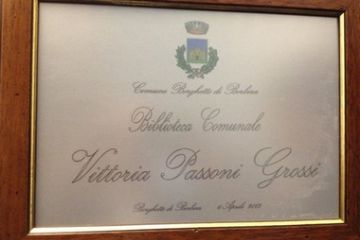 Comune Borghetto di Borbera
Biblioteca Comunale
Vittoria Passoni Grossi
Borghetto di Borbera 6 Aprile